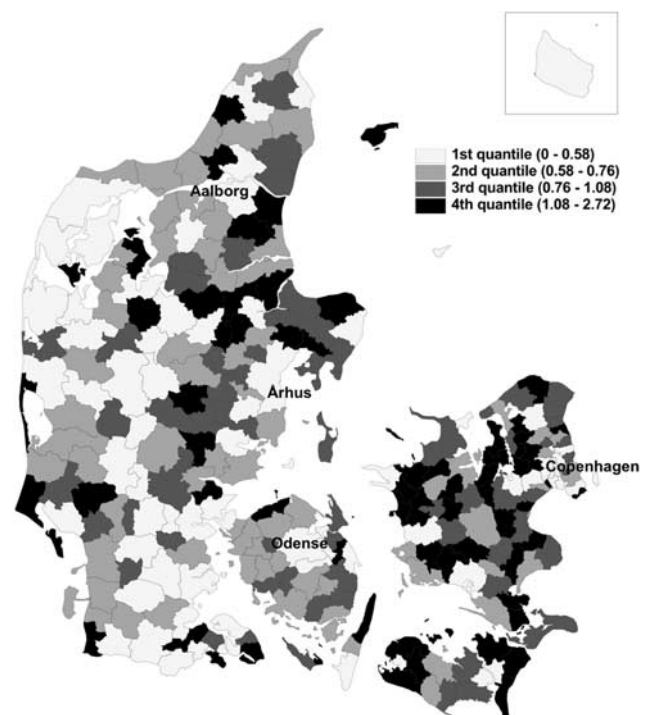 1st quantile (0 - 0.58)
2nd quantile (0.58 - 0.76)
3rd quantile (0.76 - 1.08)
4th quantile (1.08 - 2.72)
Aalborg
Århus
Copenhagen
Odense